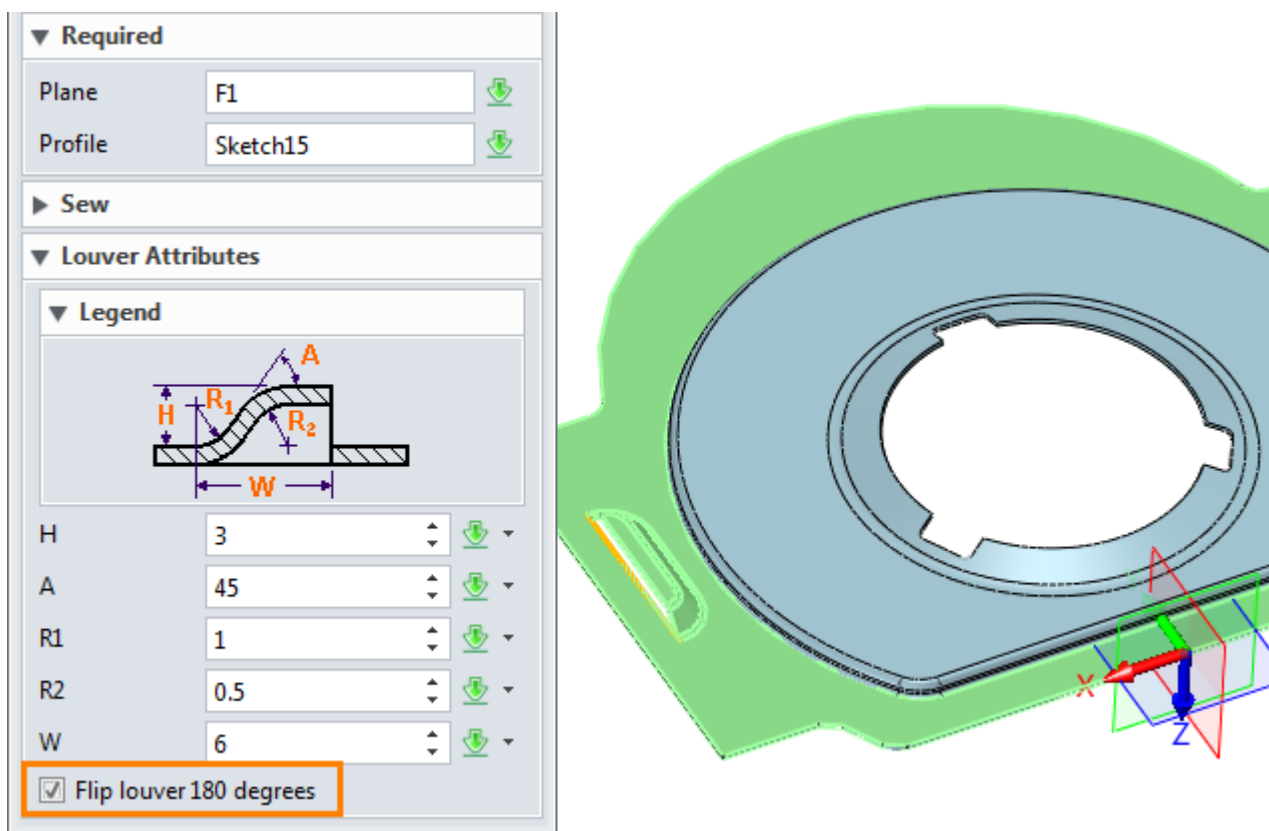 Required
Plane F1
Profile Sketch15
Sew
Louver Attributes
Legend
A
H
R1
R2
W
H 3
A 45
R1 1
R2 0.5
W 6
Flip louver 180 degrees
X
Z